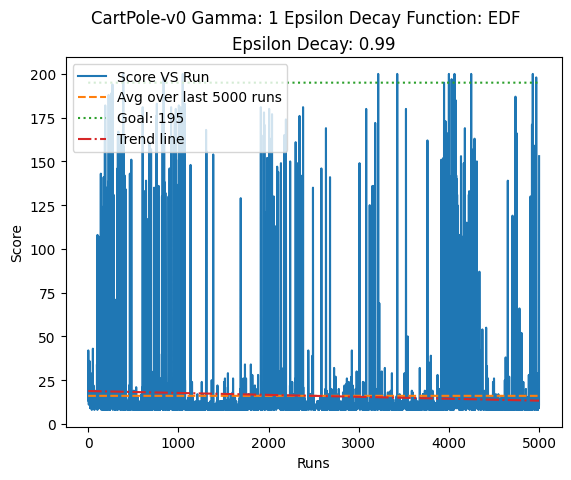 CartPole-v0 Gamma: 1 Epsilon Decay Function: EDF
Epsilon Decay: 0.99
Score VS Run
Avg over last 5000 runs
Goal: 195
Trend line
Score
200
175
150
125
100
75
50
25
0
0 1000 2000 3000 4000 5000
Runs